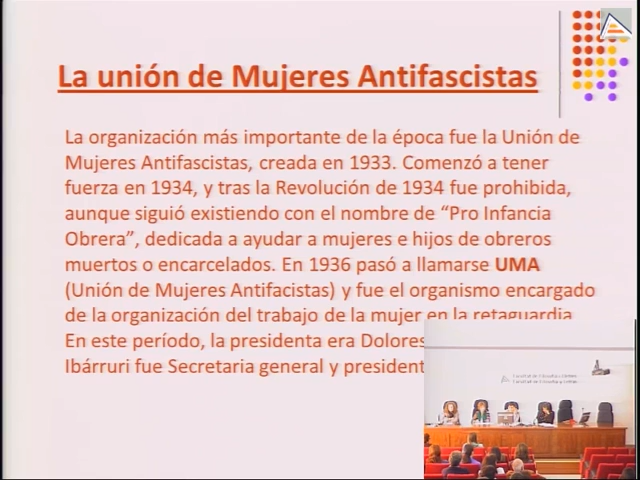 La unión de Mujeres Antifascistas
La organización más importante de la época fue la Unión de
Mujeres Antifascistas, creada en 1933. Comenzó a tener
fuerza en 1934, y tras la Revolución de 1934 fue prohibida,
aunque siguió existiendo con el nombre de “Pro Infancia
Obrera”, dedicada a ayudar a mujeres e hijos de obreros
muertos o encarcelados. En 1936 pasó a llamarse UMA
(Unión de Mujeres Antifacistas) y fue el organismo encargado
de la organización del trabajo de la mujer en la retaguardia
En este período, la presidenta era Dolores
Ibárruri fue Secretaria general y president